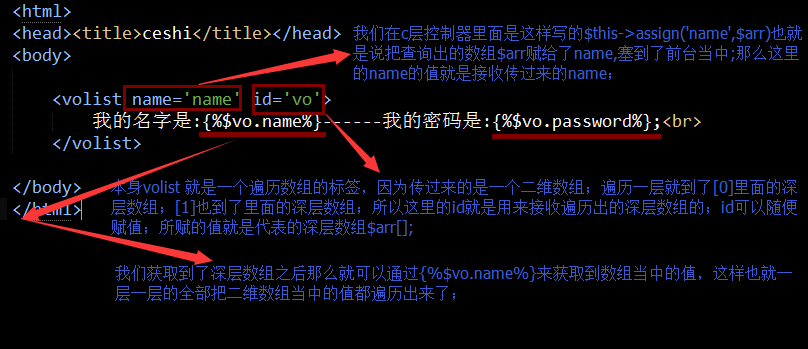 <html>
<head><title>ceshi</title></head>
我们在c层控制器里面是这样写的$this->assign('name',$arr)也就
是说把查询出的数组$arr赋给了name,塞到了前台当中;那么这里
的name的值就是接收传过来的name;
<body>
<volist name='name' id='vo'>
我的名字是:{%$vo.name%}------我的密码是:{%$vo.password%};<br>
</volist>
</body>
</html>
本身volist 就是一个遍历数组的标签，因为传过来的是一个二维数组；遍历一层就到了[0]里面的深
层数组；[1]也到了里面的深层数组；所以这里的id就是用来接收遍历出的深层数组的；id可以随便
赋值；所赋的值就是代表的深层数组$arr[];
我们获取到了深层数组之后那么就可以通过{%$vo.name%}来获取到数组当中的值，这样也就一
层一层的全部把二维数组当中的值都遍历出来了；